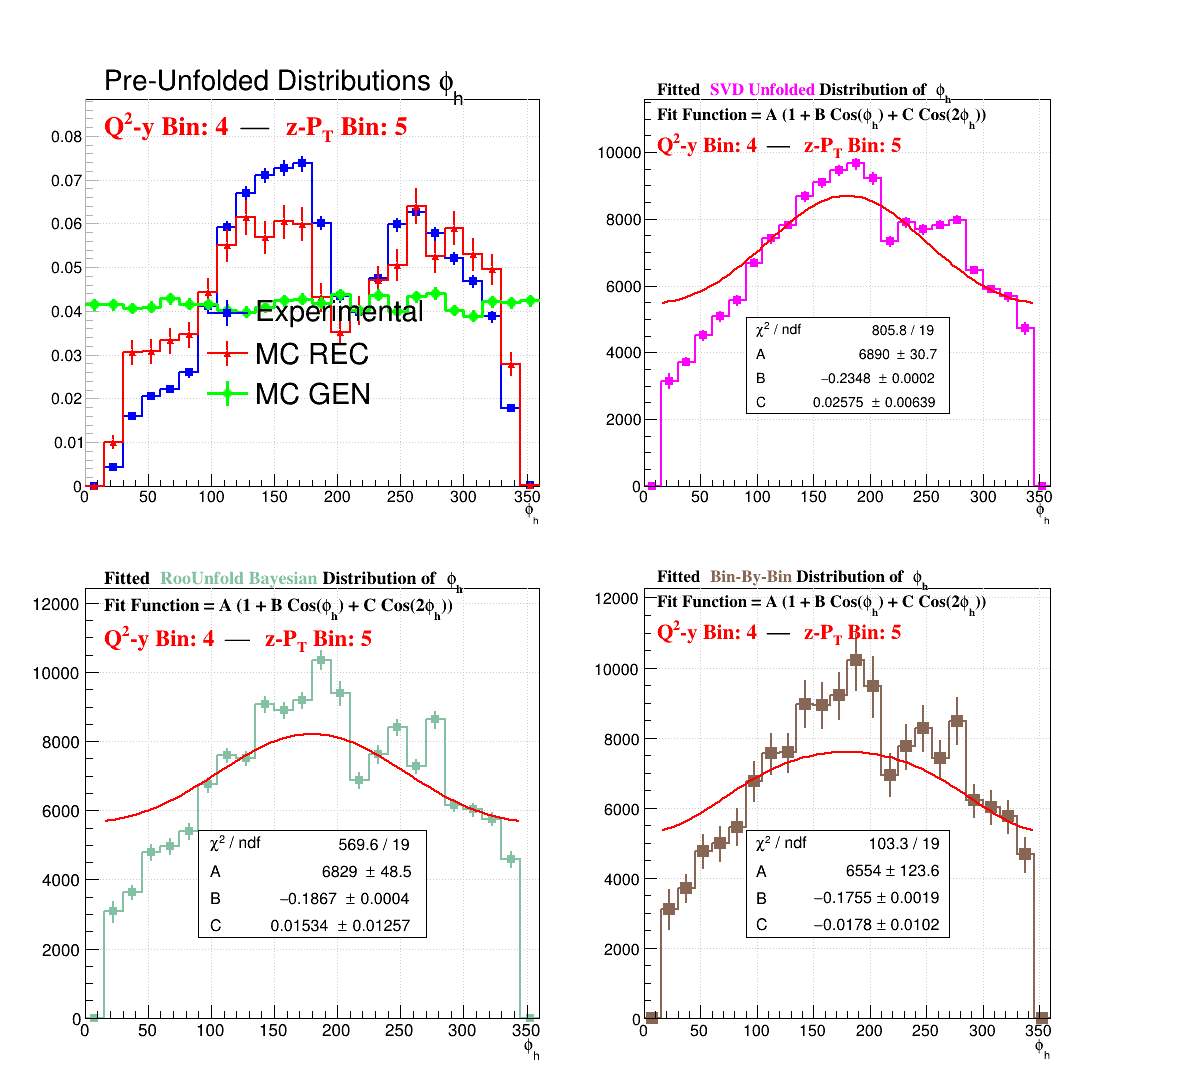 Pre-Unfolded Distributions ϕh
Q²-y Bin: 4 — z-PT Bin: 5
0.08
0.07
0.06
0.05
0.04
0.03
0.02
0.01
0
Experimental
MC REC
MC GEN
0 50 100 150 200 250 300 350
ϕh
Fitted SVD Unfolded Distribution of ϕh
Fit Function = A (1 + B Cos(ϕh) + C Cos(2ϕh))
Q²-y Bin: 4 — z-PT Bin: 5
10000
8000
6000
4000
2000
0
χ² / ndf 805.8 / 19
A 6890 ± 30.7
B −0.2348 ± 0.0002
C 0.02575 ± 0.00639
0 50 100 150 200 250 300 350
ϕh
Fitted RooUnfold Bayesian Distribution of ϕh
Fit Function = A (1 + B Cos(ϕh) + C Cos(2ϕh))
Q²-y Bin: 4 — z-PT Bin: 5
12000
10000
8000
6000
4000
2000
0
χ² / ndf 569.6 / 19
A 6829 ± 48.5
B −0.1867 ± 0.0004
C 0.01534 ± 0.01257
0 50 100 150 200 250 300 350
ϕh
Fitted Bin-By-Bin Distribution of ϕh
Fit Function = A (1 + B Cos(ϕh) + C Cos(2ϕh))
Q²-y Bin: 4 — z-PT Bin: 5
12000
10000
8000
6000
4000
2000
0
χ² / ndf 103.3 / 19
A 6554 ± 123.6
B −0.1755 ± 0.0019
C −0.0178 ± 0.0102
0 50 100 150 200 250 300 350
ϕh